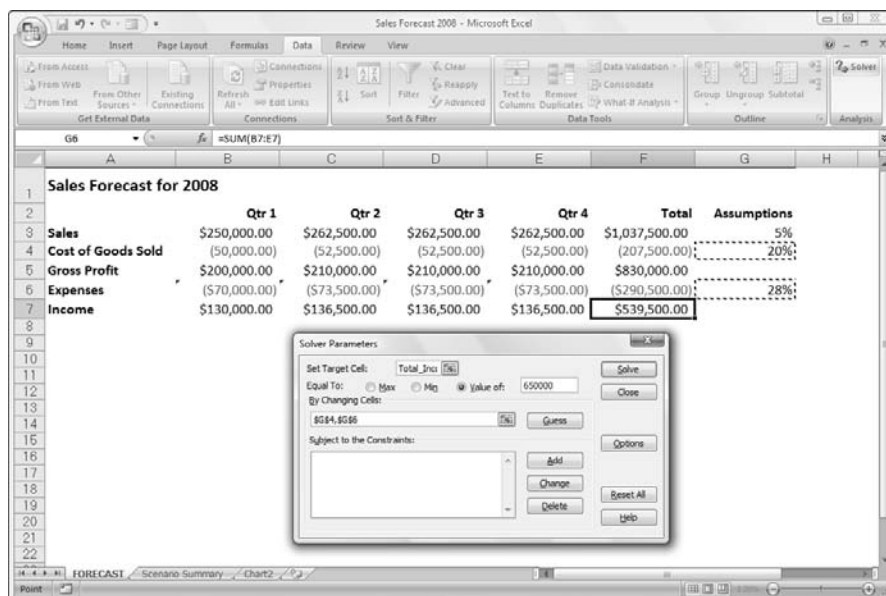 Sales Forecast 2008 - Microsoft Excel
Home Insert Page Layout Formulas Data Review View
From Access
From Web
From Text
From Other Sources
Existing Connections
Get External Data
Refresh All
Connections
Properties
Edit Links
Connections
Sort
Filter
Clear
Reapply
Advanced
Sort & Filter
Text to Columns
Remove Duplicates
Data Validation
Consolidate
What-If Analysis
Data Tools
Group Ungroup Subtotal
Outline
Solver
Analysis
G6 fx =SUM(B7:E7)
A B C D E F G H
1 Sales Forecast for 2008
2 Qtr 1 Qtr 2 Qtr 3 Qtr 4 Total Assumptions
3 Sales $250,000.00 $262,500.00 $262,500.00 $262,500.00 $1,037,500.00 5%
4 Cost of Goods Sold (50,000.00) (52,500.00) (52,500.00) (52,500.00) (207,500.00) 20%
5 Gross Profit $200,000.00 $210,000.00 $210,000.00 $210,000.00 $830,000.00
6 Expenses ($70,000.00) ($73,500.00) ($73,500.00) ($73,500.00) ($290,500.00) 28%
7 Income $130,000.00 $136,500.00 $136,500.00 $136,500.00 $539,500.00
8
9
10
11
12
13
14
15
16
17
18
19
20
21
22
Solver Parameters
Set Target Cell: Total_Inci
Solve
Equal To: Max Min Value of: 650000
Close
By Changing Cells:
$G$4,$G$6
Guess
Subject to the Constraints:
Options
Add
Change
Delete
Reset All
Help
FORECAST Scenario Summary Chart2
Point